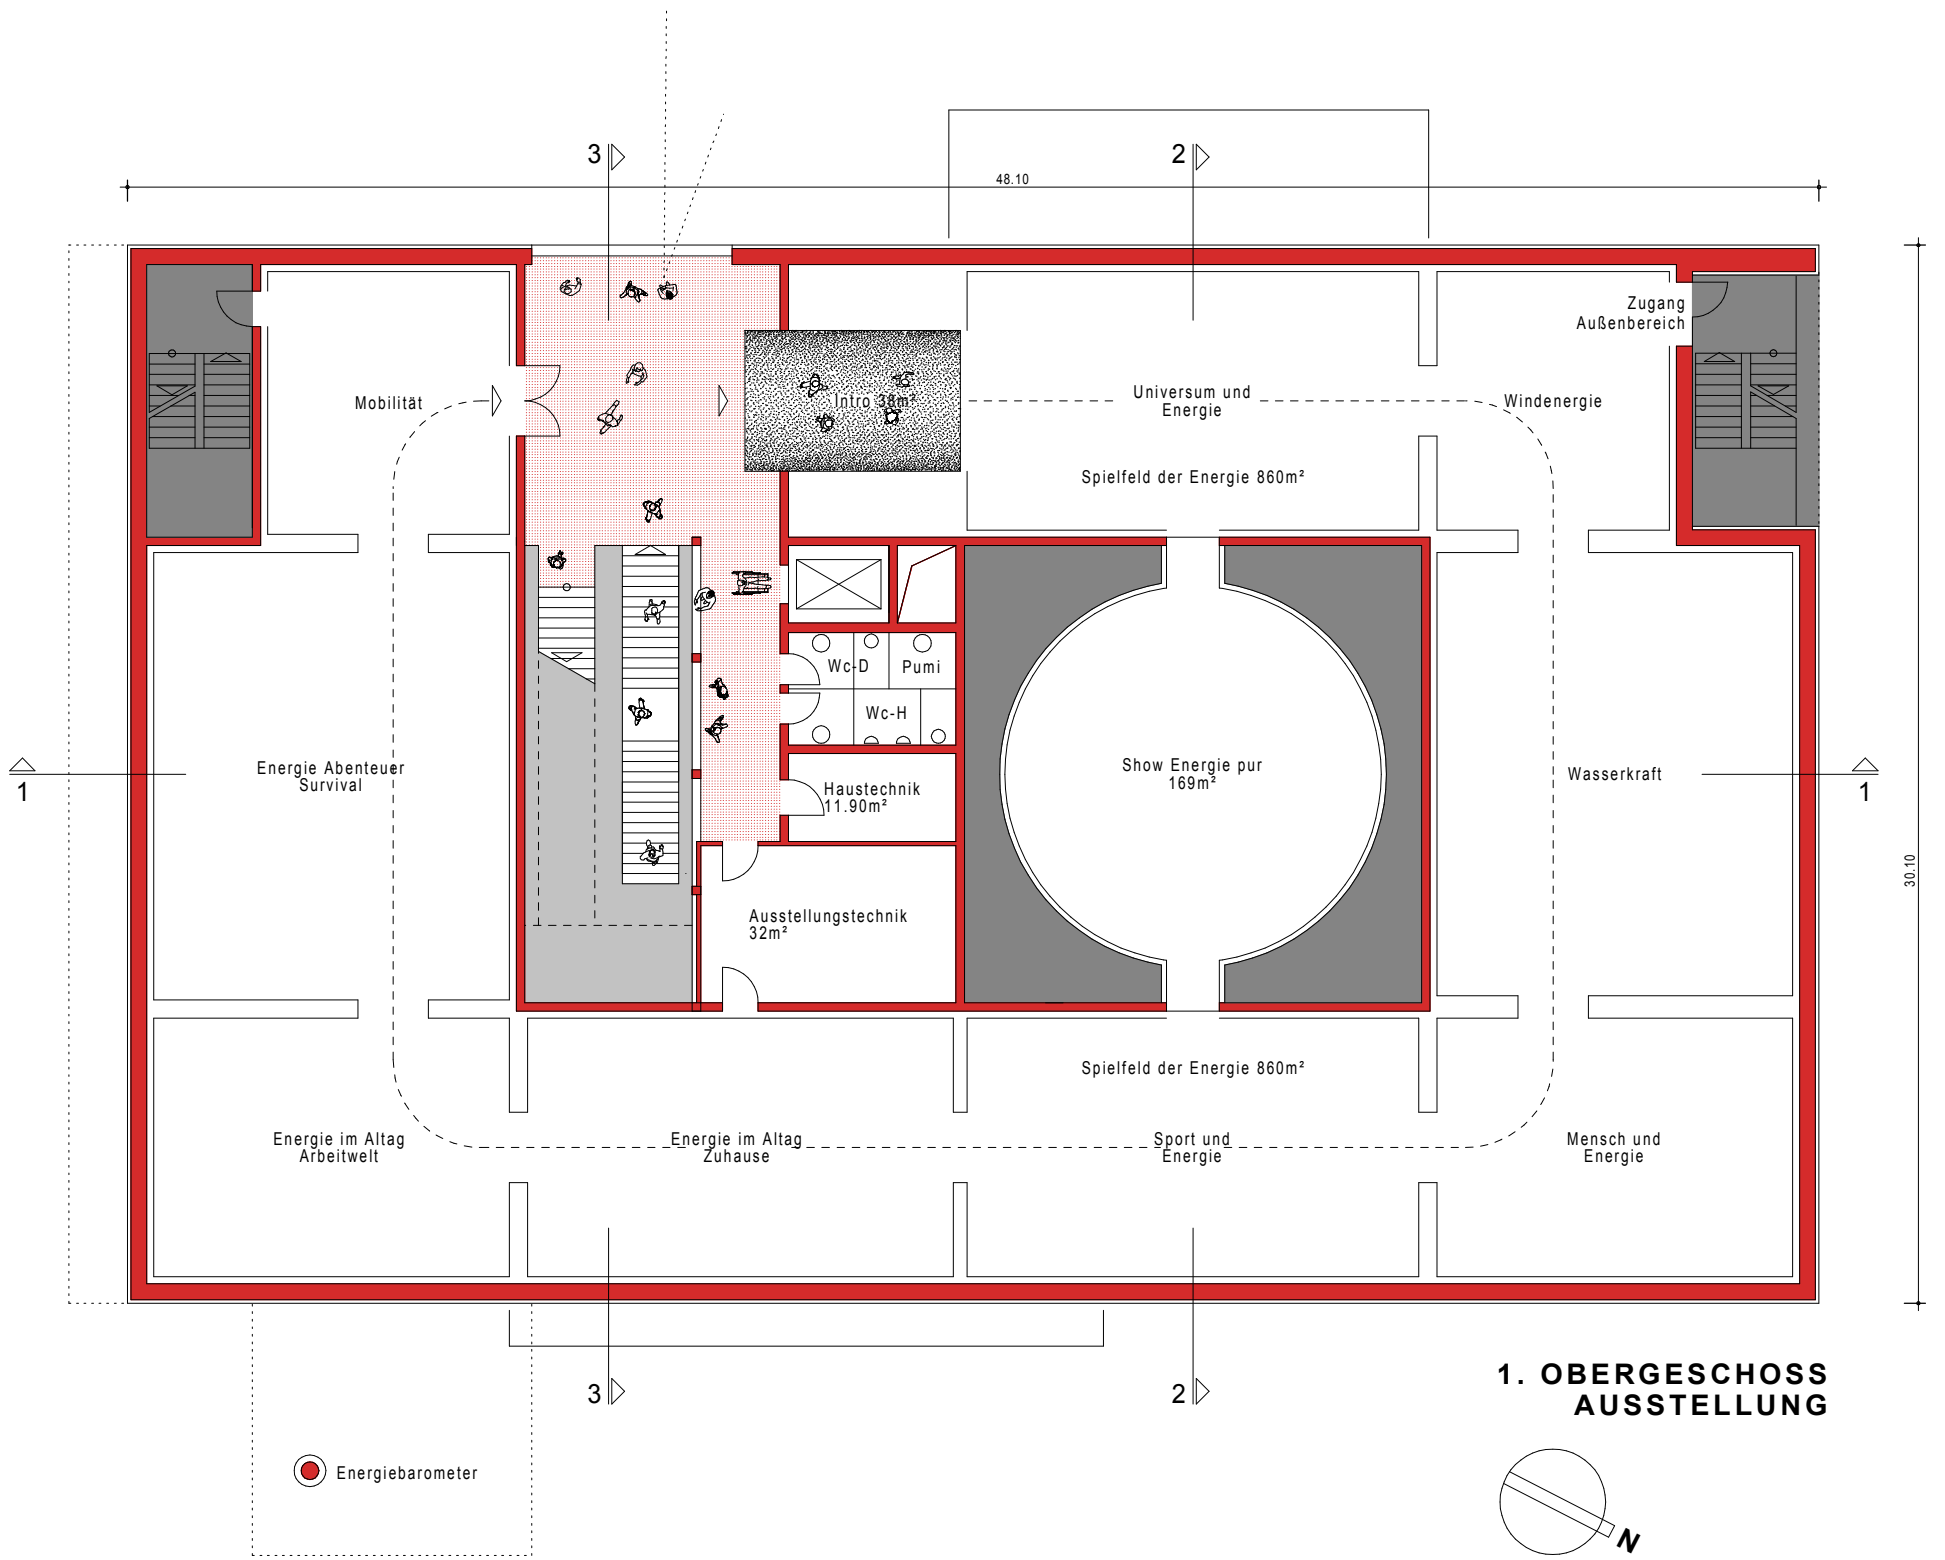 3
2
48.10
Zugang
Außenbereich
Mobilität
Intro 38m²
Universum und
Energie
Windenergie
Spielfeld der Energie 860m²
Wc-D
Pumi
Wc-H
Energie Abenteuer
Survival
Show Energie pur
169m²
Wasserkraft
1
1
Haustechnik
11.90m²
30.10
Ausstellungstechnik
32m²
Spielfeld der Energie 860m²
Energie im Altag
Arbeitwelt
Energie im Altag
Zuhause
Sport und
Energie
Mensch und
Energie
3
2
1. OBERGESCHOSS
AUSSTELLUNG
Energiebarometer
N